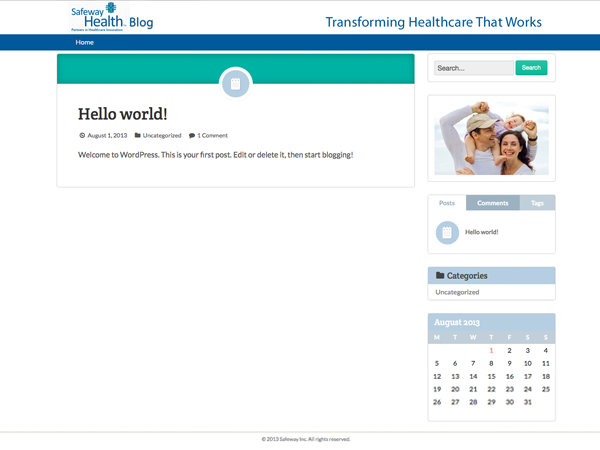 Safeway
Health Blog
Partners in Healthcare Innovation
Transforming Healthcare That Works
Home
Hello world!
August 1, 2013 Uncategorized 1 Comment
Welcome to WordPress. This is your first post. Edit or delete it, then start blogging!
Search... Search
Posts Comments Tags
Hello world!
Categories
Uncategorized
August 2013
M T W T F S S
1 2 3 4
5 6 7 8 9 10 11
12 13 14 15 16 17 18
19 20 21 22 23 24 25
26 27 28 29 30 31
© 2013 Safeway Inc. All rights reserved.